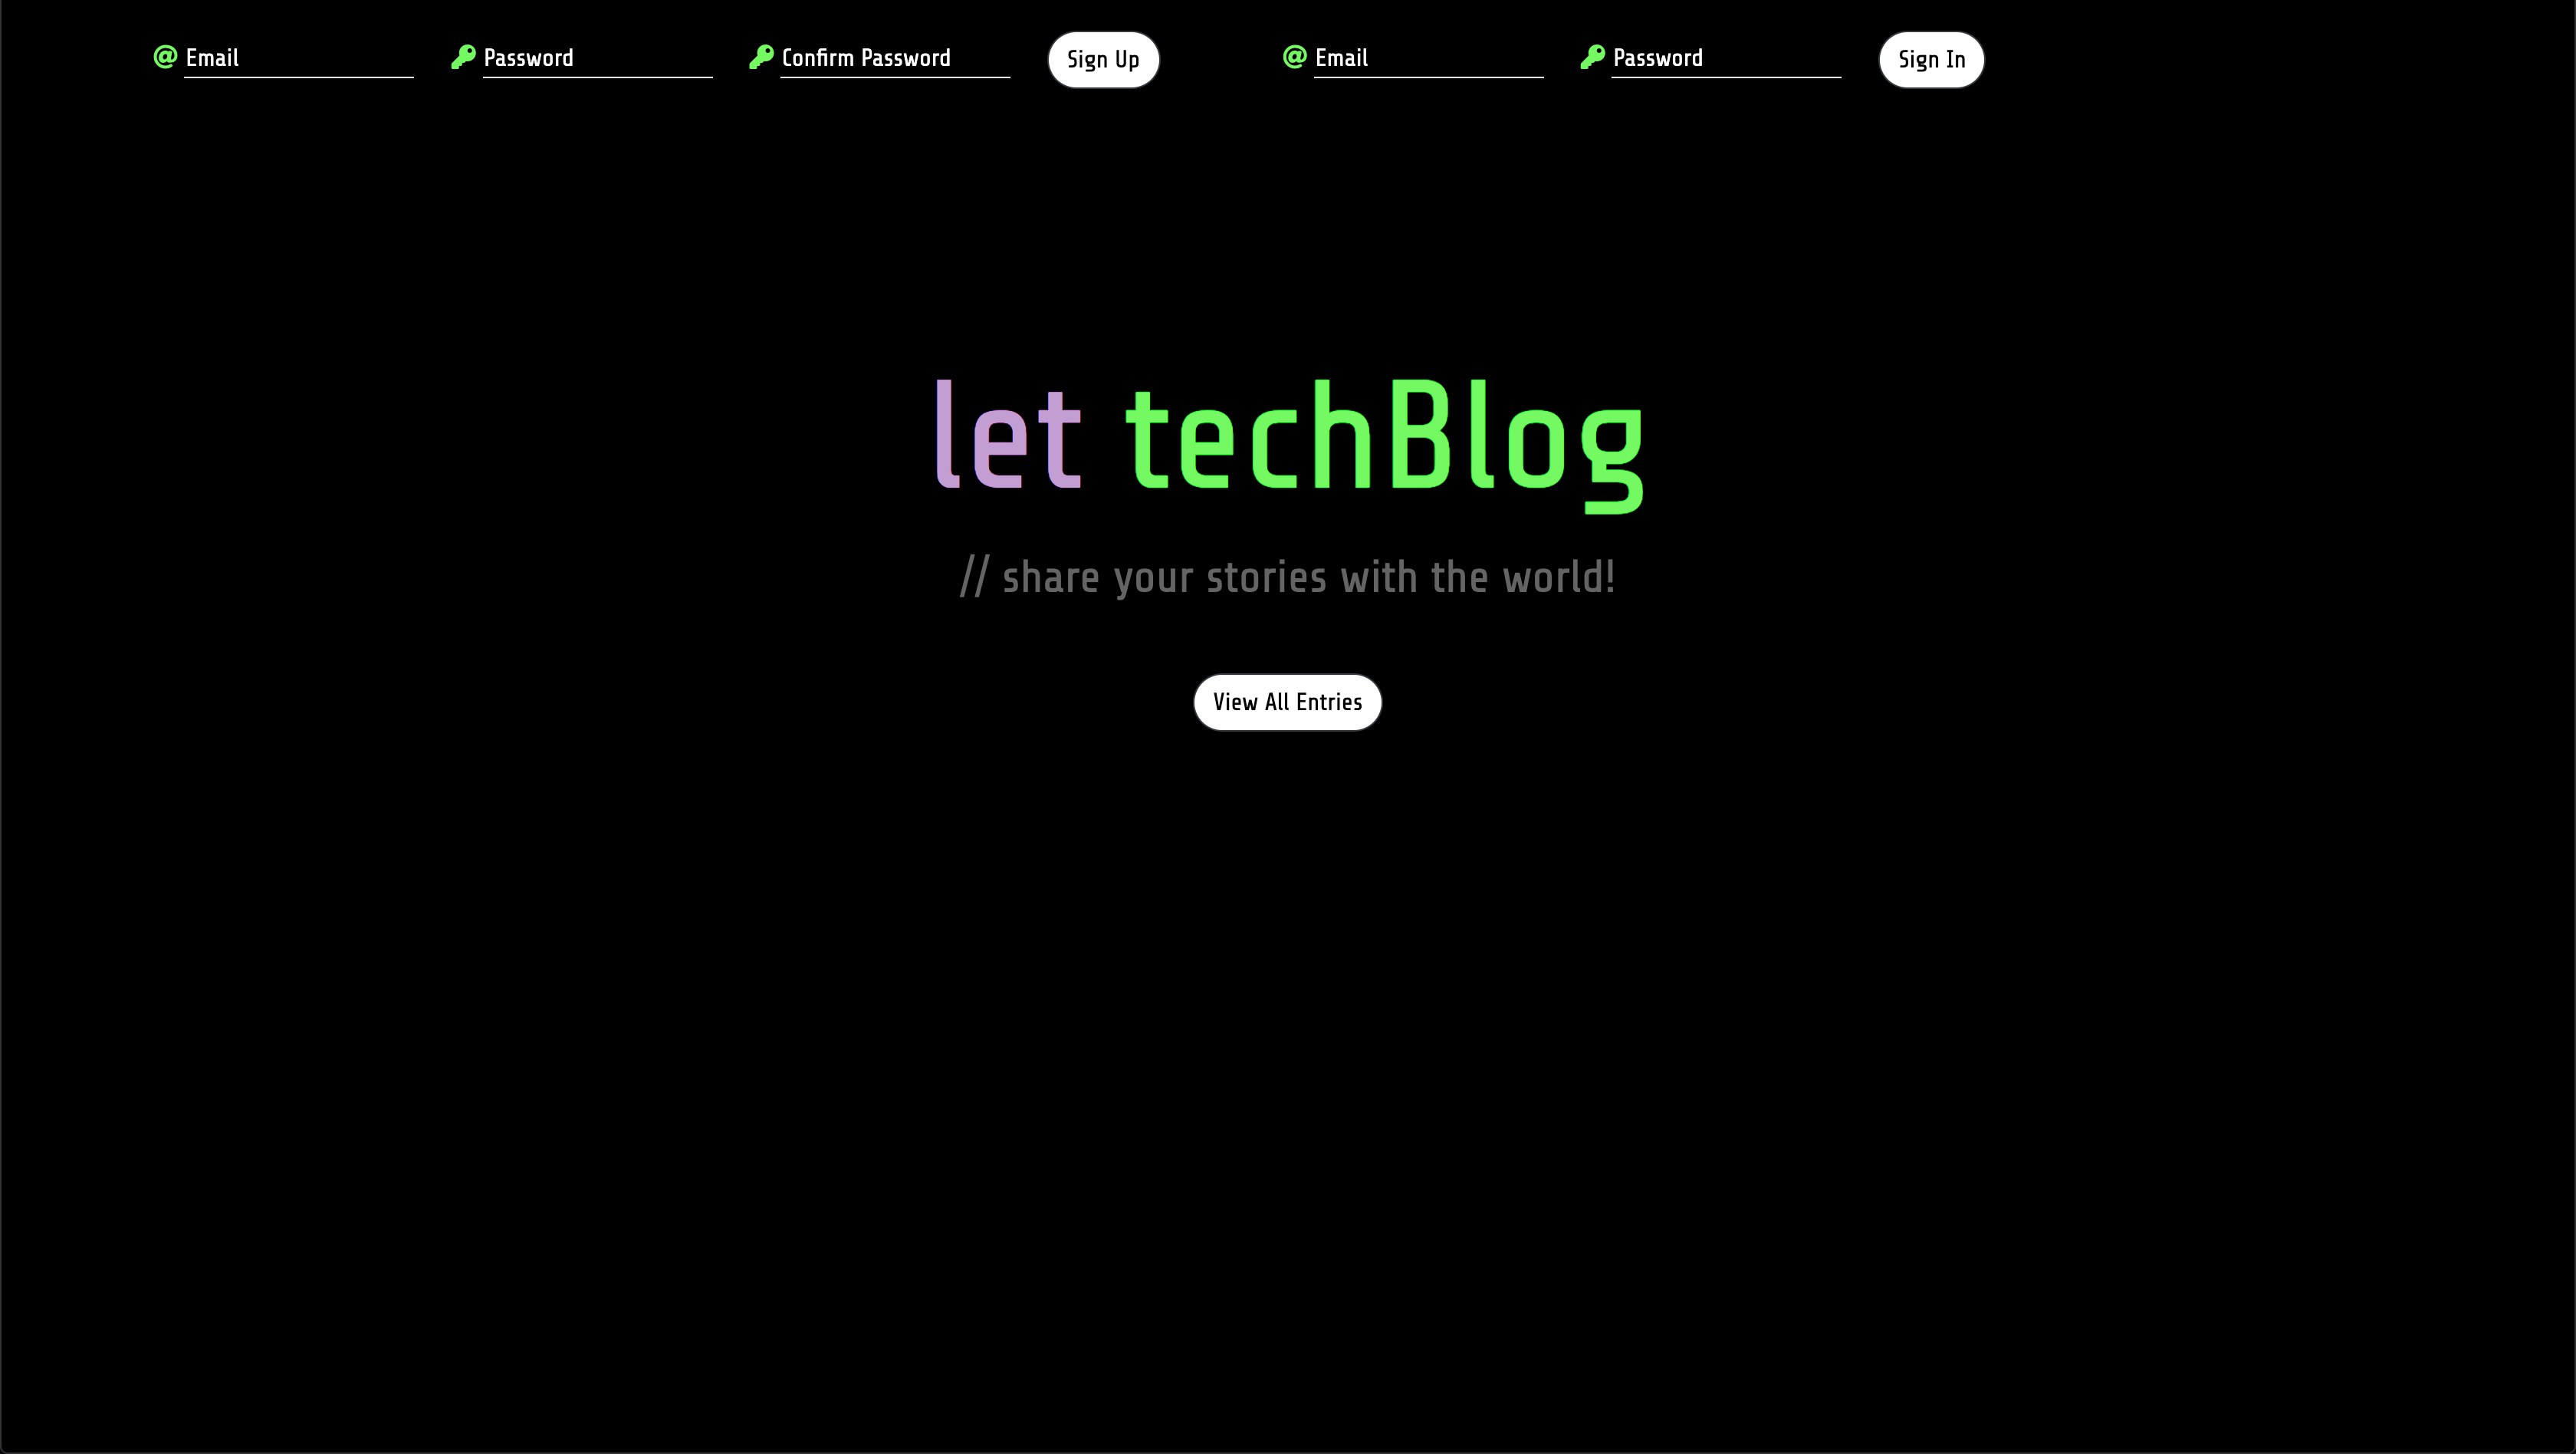 Email Password Confirm Password Sign Up Email Password Sign In
let techBlog
// share your stories with the world!
View All Entries